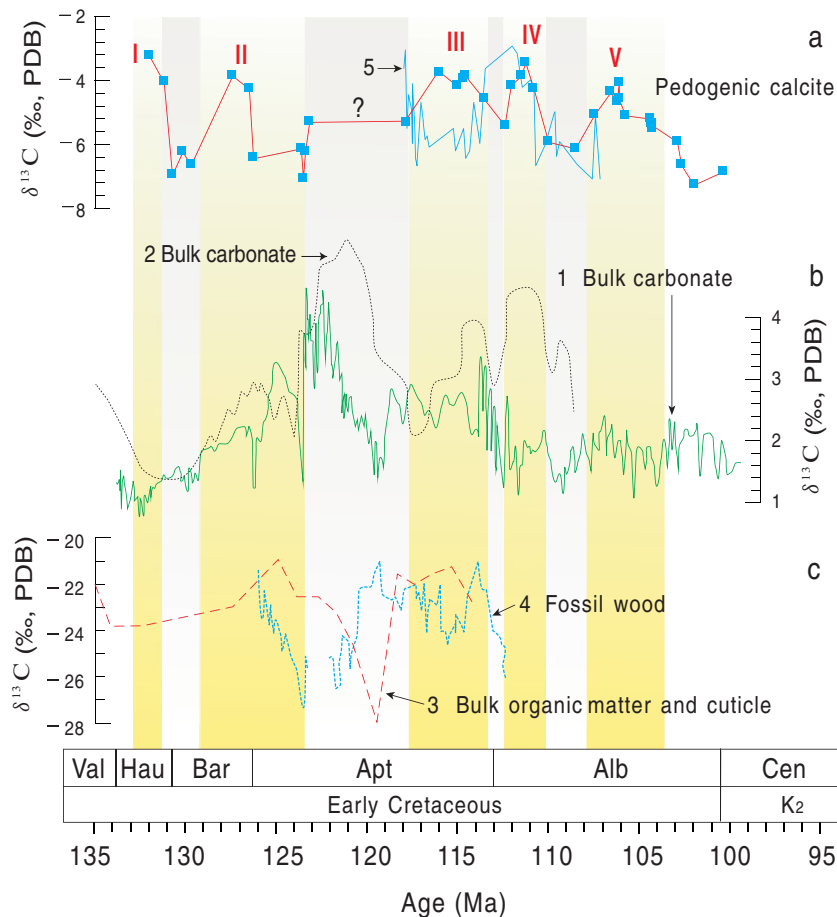 −2
−4
−6
−8
δ¹³C (‰, PDB)
I
II
III
IV
V
a
5
?
Pedogenic calcite
2 Bulk carbonate
b
1 Bulk carbonate
4
3
2
1
δ¹³C (‰, PDB)
−20
−22
−24
−26
−28
δ¹³C (‰, PDB)
c
4 Fossil wood
3 Bulk organic matter and cuticle
Val Hau Bar Apt Alb Cen
Early Cretaceous K₂
135 130 125 120 115 110 105 100 95
Age (Ma)